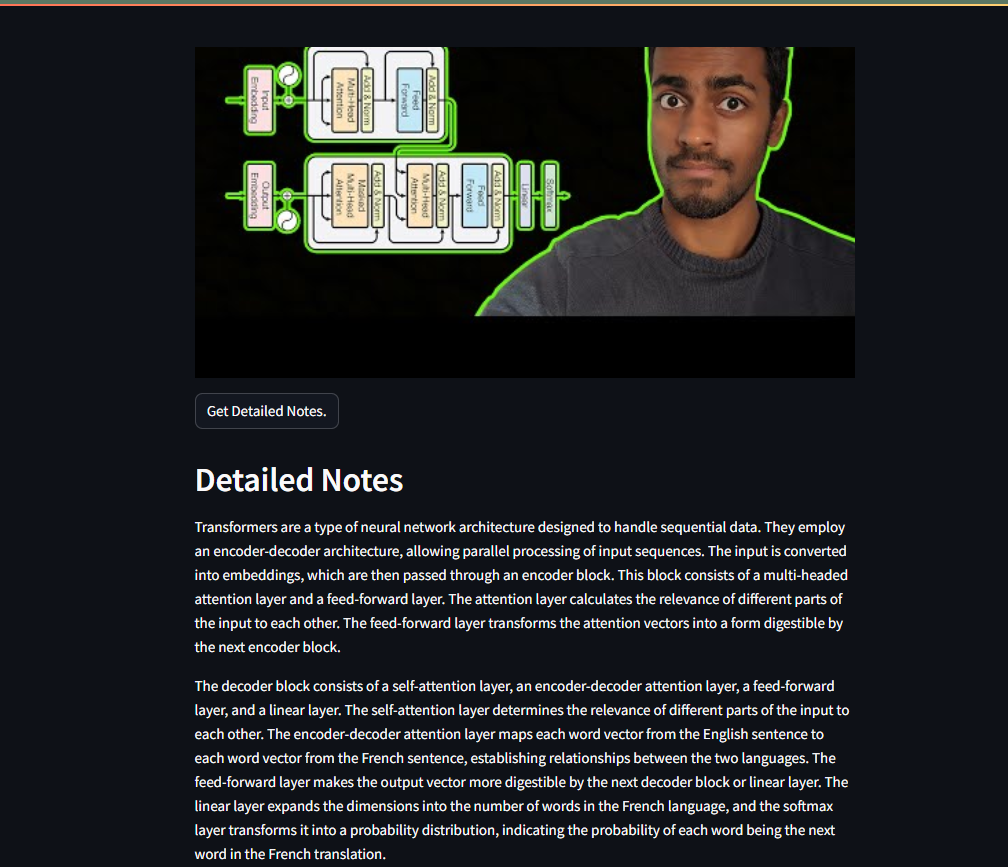 Input
Embedding
Multi-Head
Attention
Add & Norm
Feed
Forward
Add & Norm
Output
Embedding
Masked
Multi-Head
Attention
Add & Norm
Multi-Head
Attention
Add & Norm
Feed
Forward
Add & Norm
Linear
Softmax
Get Detailed Notes.
Detailed Notes
Transformers are a type of neural network architecture designed to handle sequential data. They employ
an encoder-decoder architecture, allowing parallel processing of input sequences. The input is converted
into embeddings, which are then passed through an encoder block. This block consists of a multi-headed
attention layer and a feed-forward layer. The attention layer calculates the relevance of different parts of
the input to each other. The feed-forward layer transforms the attention vectors into a form digestible by
the next encoder block.
The decoder block consists of a self-attention layer, an encoder-decoder attention layer, a feed-forward
layer, and a linear layer. The self-attention layer determines the relevance of different parts of the input to
each other. The encoder-decoder attention layer maps each word vector from the English sentence to
each word vector from the French sentence, establishing relationships between the two languages. The
feed-forward layer makes the output vector more digestible by the next decoder block or linear layer. The
linear layer expands the dimensions into the number of words in the French language, and the softmax
layer transforms it into a probability distribution, indicating the probability of each word being the next
word in the French translation.